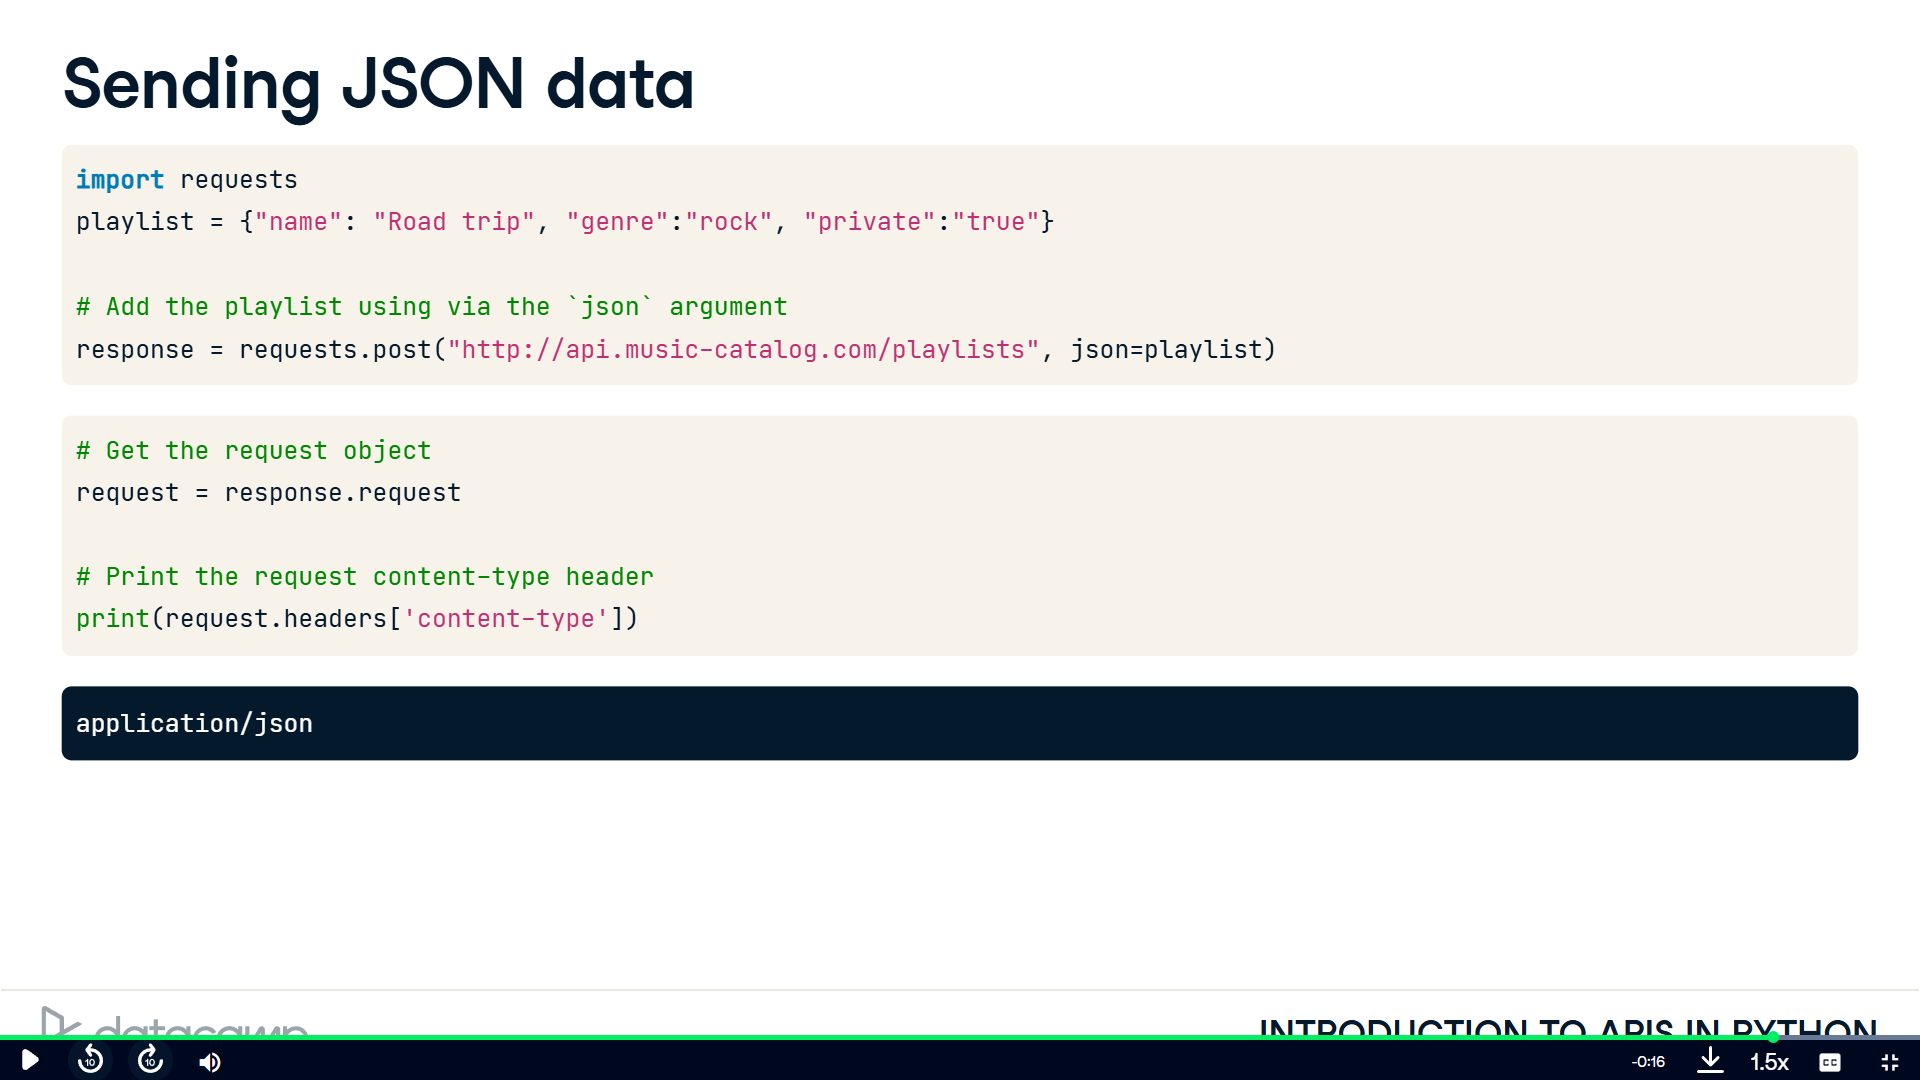 Sending JSON data
import requests
playlist = {"name": "Road trip", "genre":"rock", "private":"true"}
# Add the playlist using via the `json` argument
response = requests.post("http://api.music-catalog.com/playlists", json=playlist)
# Get the request object
request = response.request
# Print the request content-type header
print(request.headers['content-type'])
application/json
datacamp
INTRODUCTION TO APIS IN PYTHON
10
10
-0:16
1.5x
CC